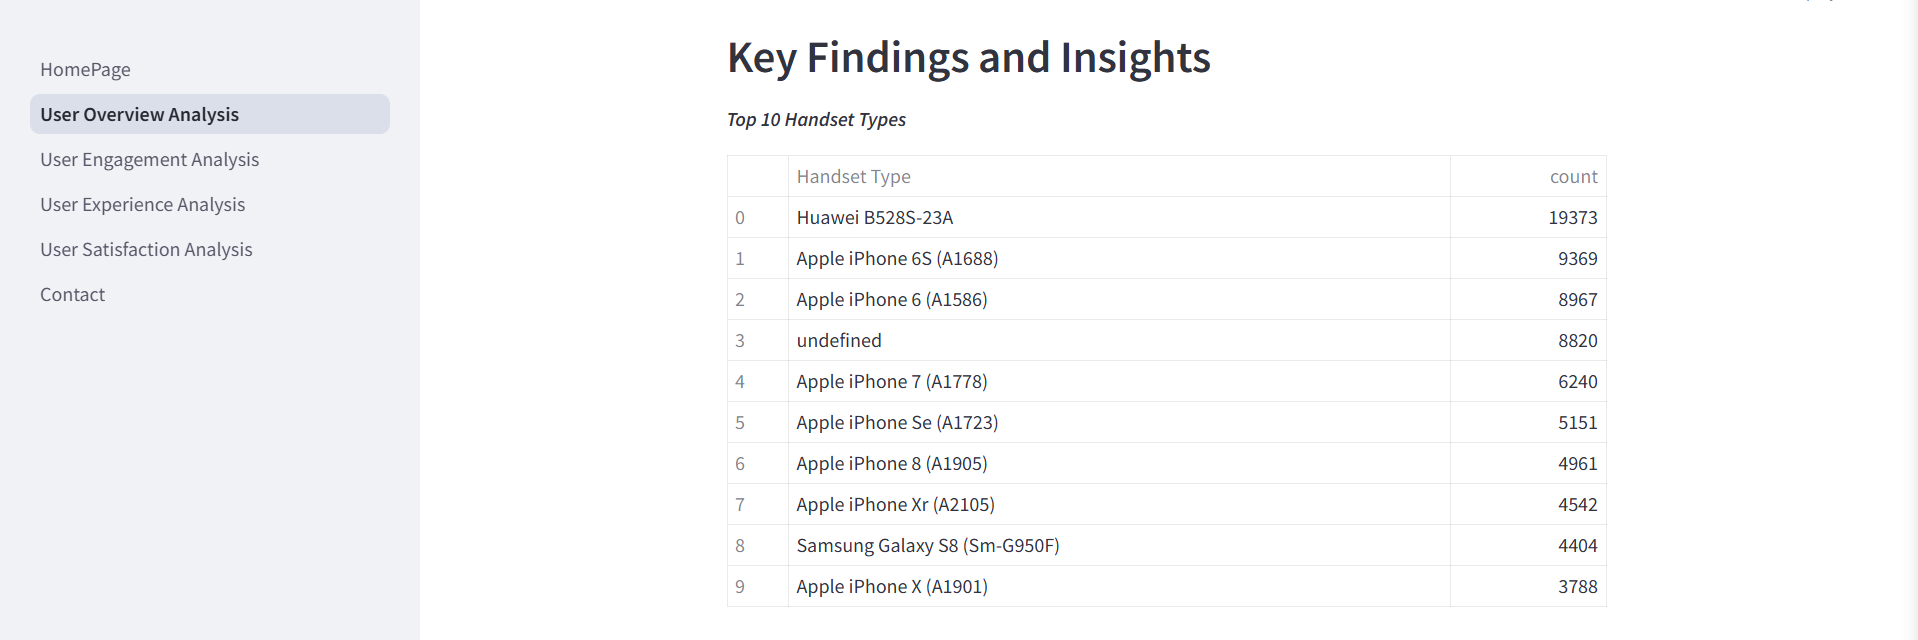 HomePage
User Overview Analysis
User Engagement Analysis
User Experience Analysis
User Satisfaction Analysis
Contact
Key Findings and Insights
Top 10 Handset Types
Handset Type count
0 Huawei B528S-23A 19373
1 Apple iPhone 6S (A1688) 9369
2 Apple iPhone 6 (A1586) 8967
3 undefined 8820
4 Apple iPhone 7 (A1778) 6240
5 Apple iPhone Se (A1723) 5151
6 Apple iPhone 8 (A1905) 4961
7 Apple iPhone Xr (A2105) 4542
8 Samsung Galaxy S8 (Sm-G950F) 4404
9 Apple iPhone X (A1901) 3788